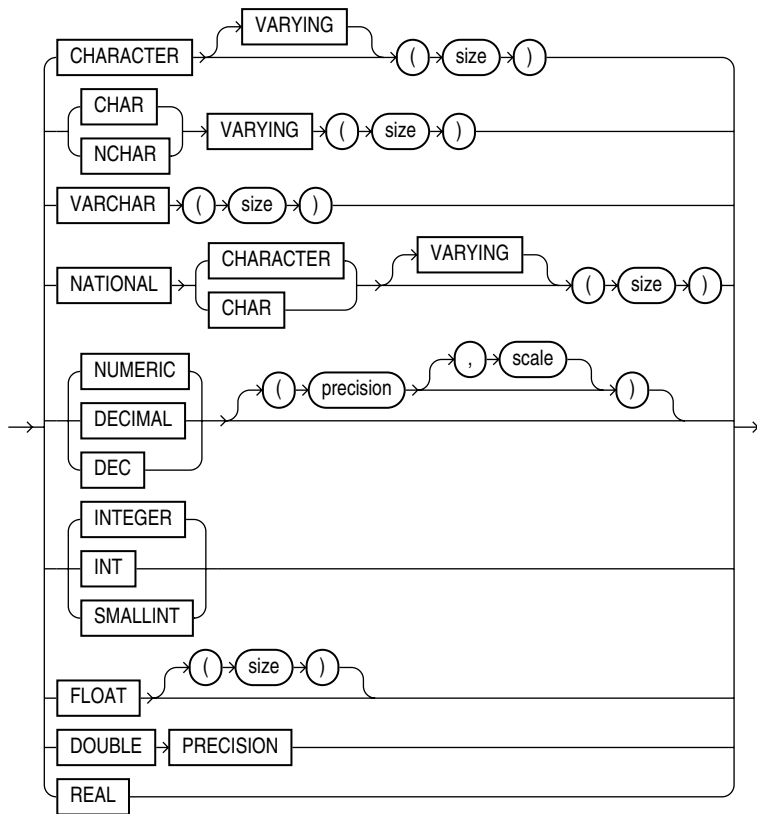 VARYING
CHARACTER ( size )
CHAR
VARYING ( size )
NCHAR
VARCHAR ( size )
CHARACTER VARYING
NATIONAL ( size )
CHAR
NUMERIC , scale
( precision )
DECIMAL
DEC
INTEGER
INT
SMALLINT
( size )
FLOAT
DOUBLE PRECISION
REAL